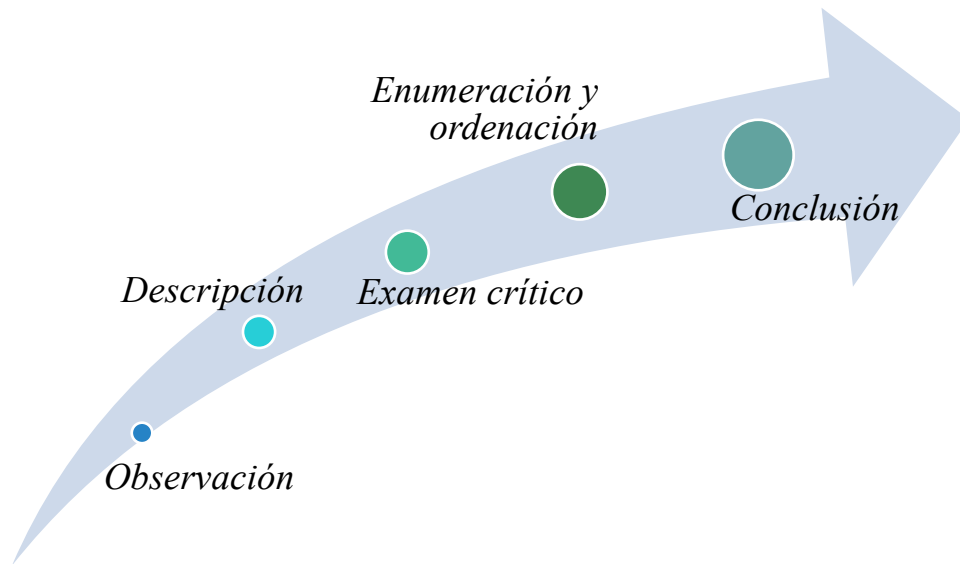 Enumeración y
ordenación
Conclusión
Descripción
Examen crítico
Observación